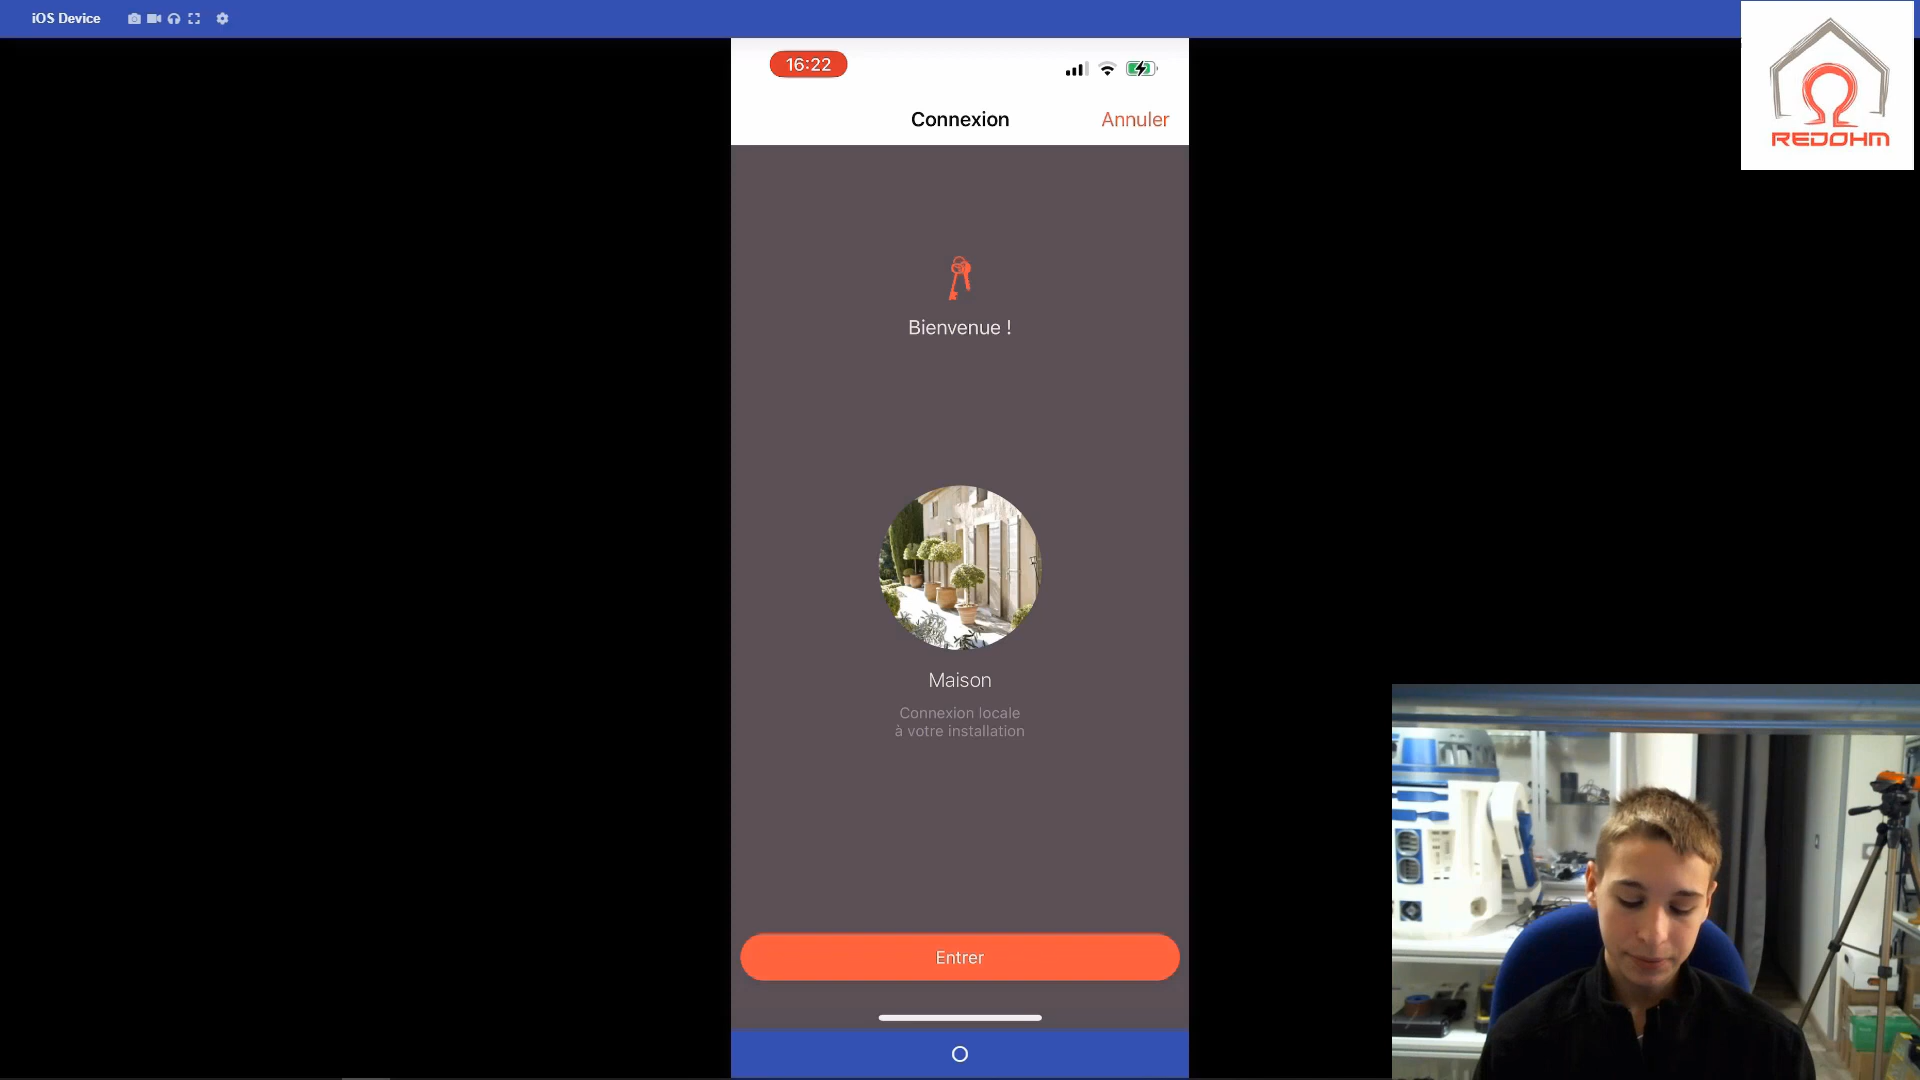 iOS Device
REDOHM
16:22
Connexion
Annuler
Bienvenue !
Maison
Connexion locale
à votre installation
Entrer